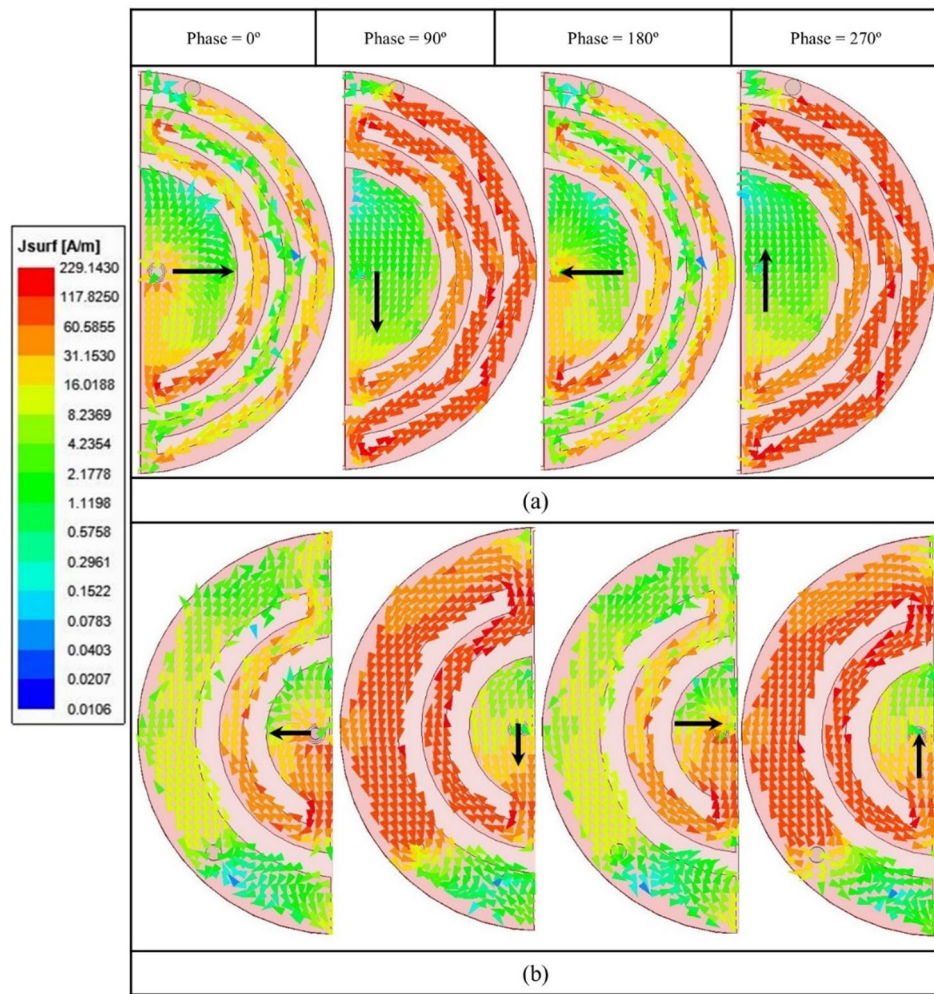 Phase = 0º
Phase = 90º
Phase = 180º
Phase = 270º
Jsurf [A/m]
229.1430
117.8250
60.5855
31.1530
16.0188
8.2369
4.2354
2.1778
1.1198
0.5758
0.2961
0.1522
0.0783
0.0403
0.0207
0.0106
(a)
(b)